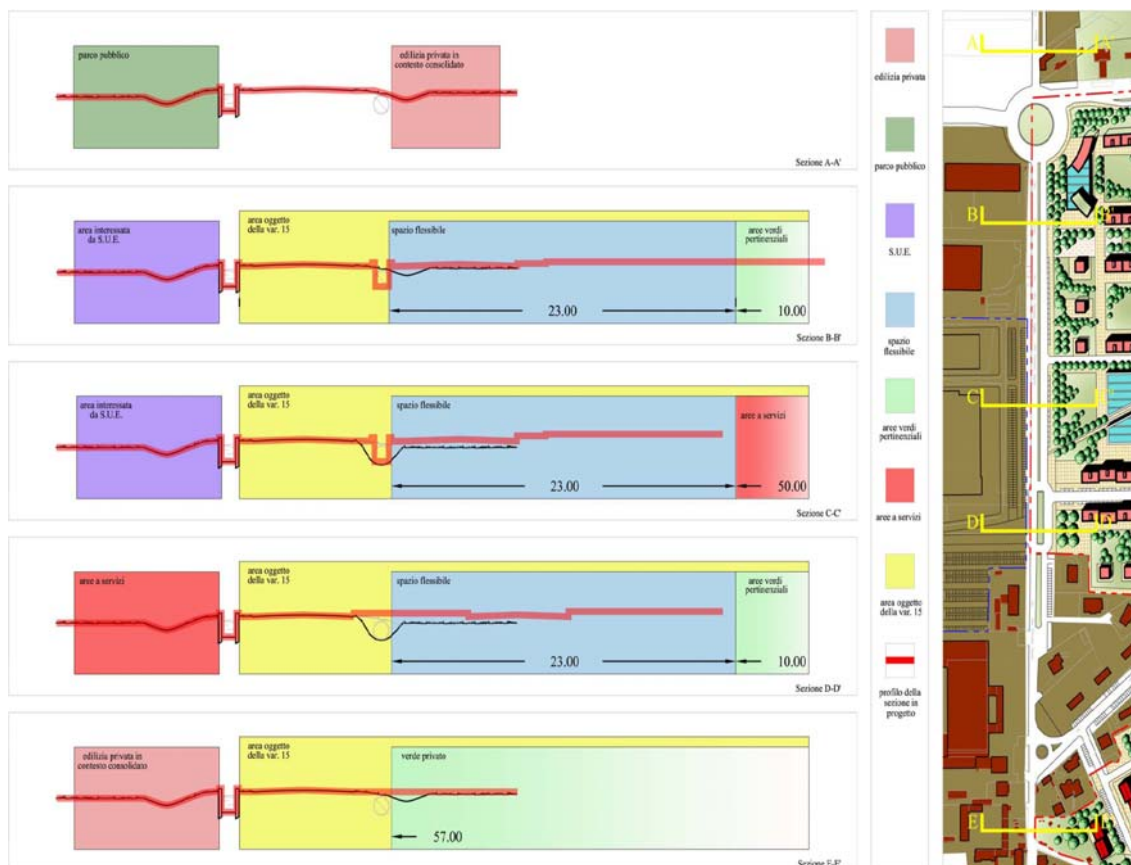 parco pubblico
edilizia privata in
contesto consolidato
Sezione A-A'
area interessata
da S.U.E.
area oggetto
della var. 15
spazio flessibile
aree verdi
pertinenziali
23.00
10.00
Sezione B-B'
area interessata
da S.U.E.
area oggetto
della var. 15
spazio flessibile
aree a servizi
23.00
50.00
Sezione C-C'
aree a servizi
area oggetto
della var. 15
spazio flessibile
aree verdi
pertinenziali
23.00
10.00
Sezione D-D'
edilizia privata in
contesto consolidato
area oggetto
della var. 15
verde privato
57.00
Sezione E-E'
edilizia privata
parco pubblico
S.U.E.
spazio
flessibile
aree verdi
pertinenziali
aree a servizi
area oggetto
della var. 15
profilo della
sezione in
progetto
A
B
B'
C
D
D'
E